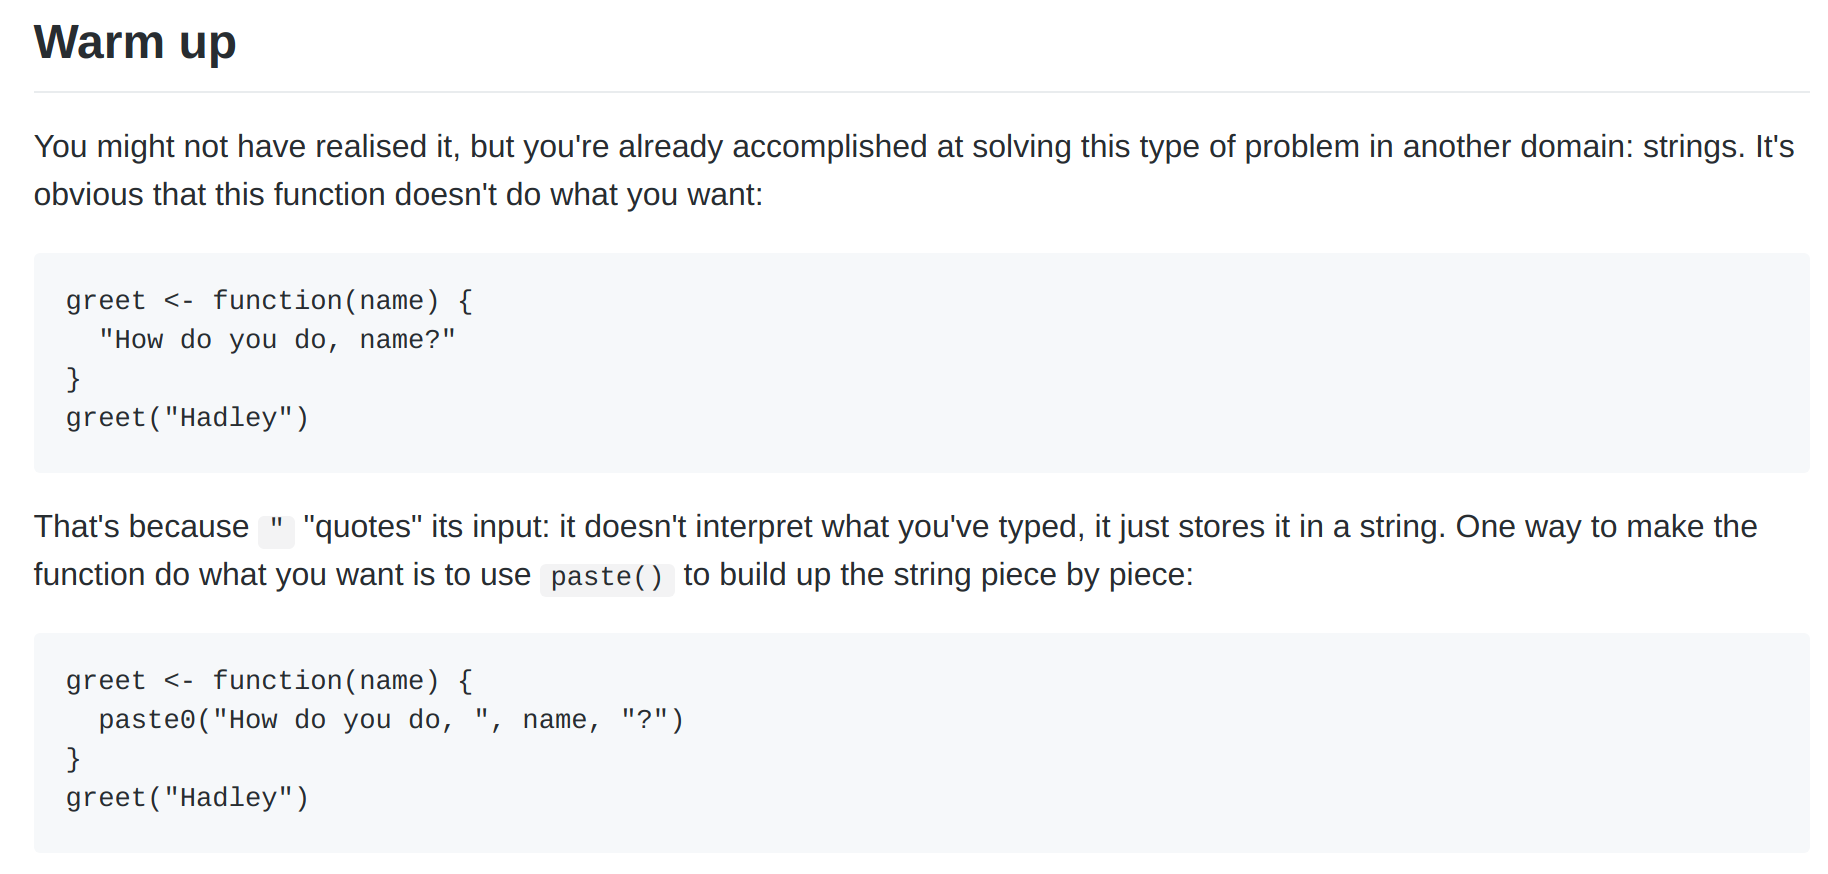 Warm up
You might not have realised it, but you're already accomplished at solving this type of problem in another domain: strings. It's
obvious that this function doesn't do what you want:
greet <- function(name) {
  "How do you do, name?"
}
greet("Hadley")
That's because " "quotes" its input: it doesn't interpret what you've typed, it just stores it in a string. One way to make the
function do what you want is to use paste() to build up the string piece by piece:
greet <- function(name) {
  paste0("How do you do, ", name, "?")
}
greet("Hadley")